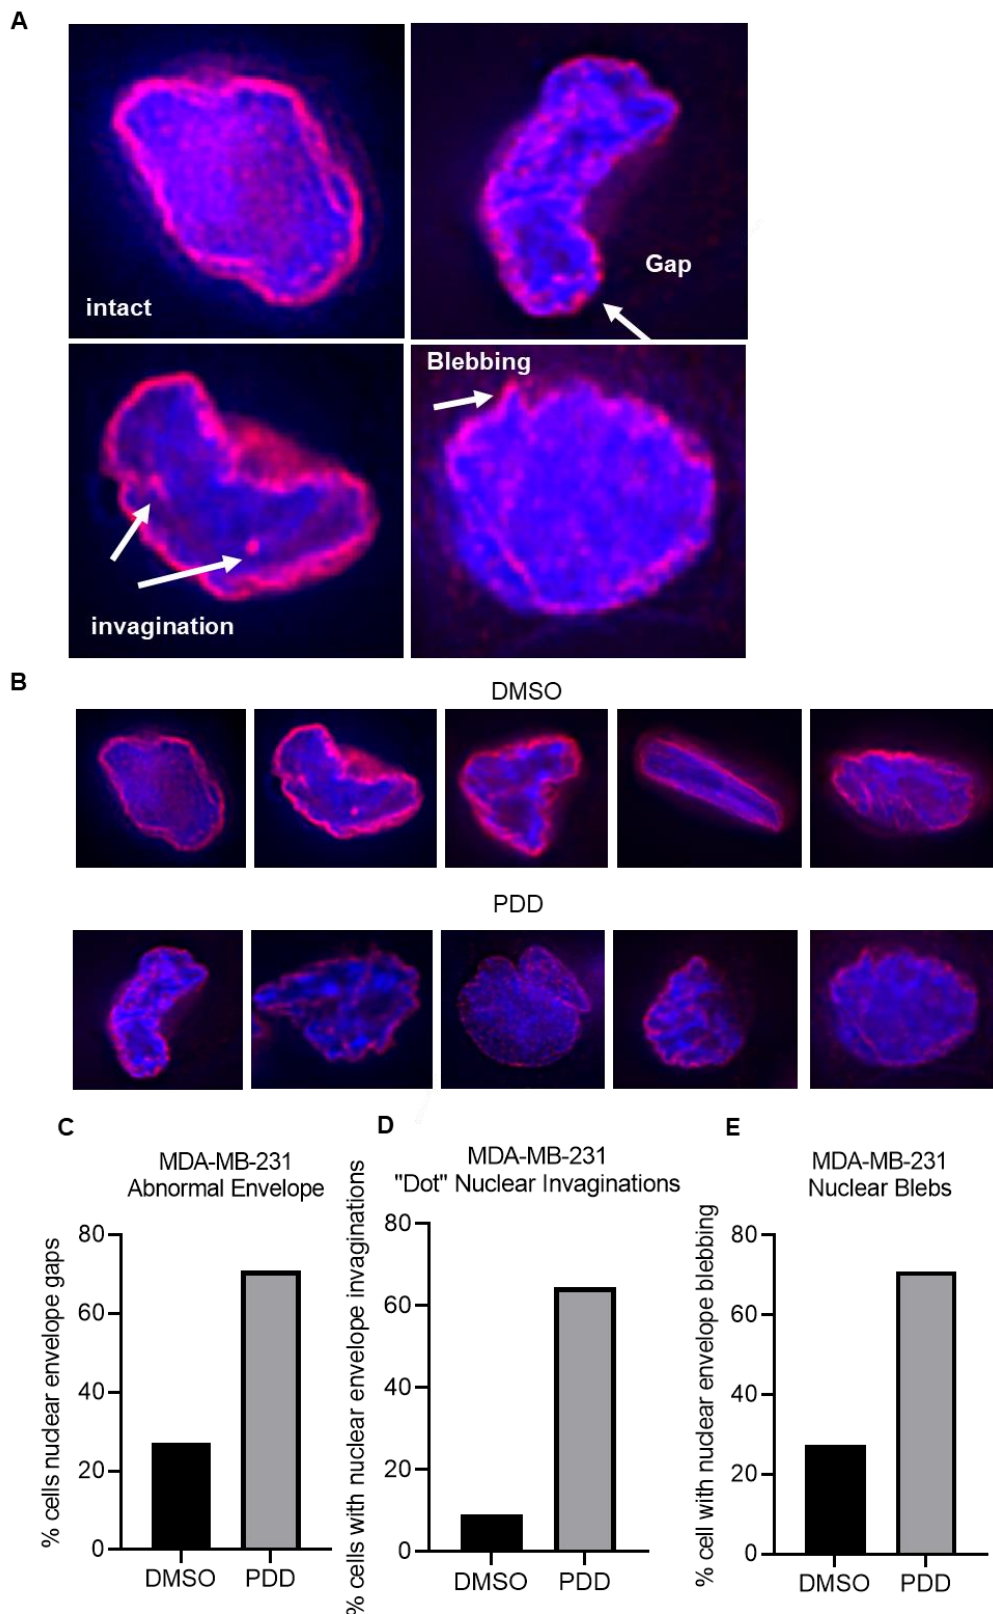 A
intact
Gap
Blebbing
invagination
B
DMSO
PDD
C
MDA-MB-231
Abnormal Envelope
% cells nuclear envelope gaps
80
60
40
20
0
DMSO
PDD
D
MDA-MB-231
"Dot" Nuclear Invaginations
% cells with nuclear envelope invaginations
80
60
40
20
0
DMSO
PDD
E
MDA-MB-231
Nuclear Blebs
% cell with nuclear envelope blebbing
80
60
40
20
0
DMSO
PDD